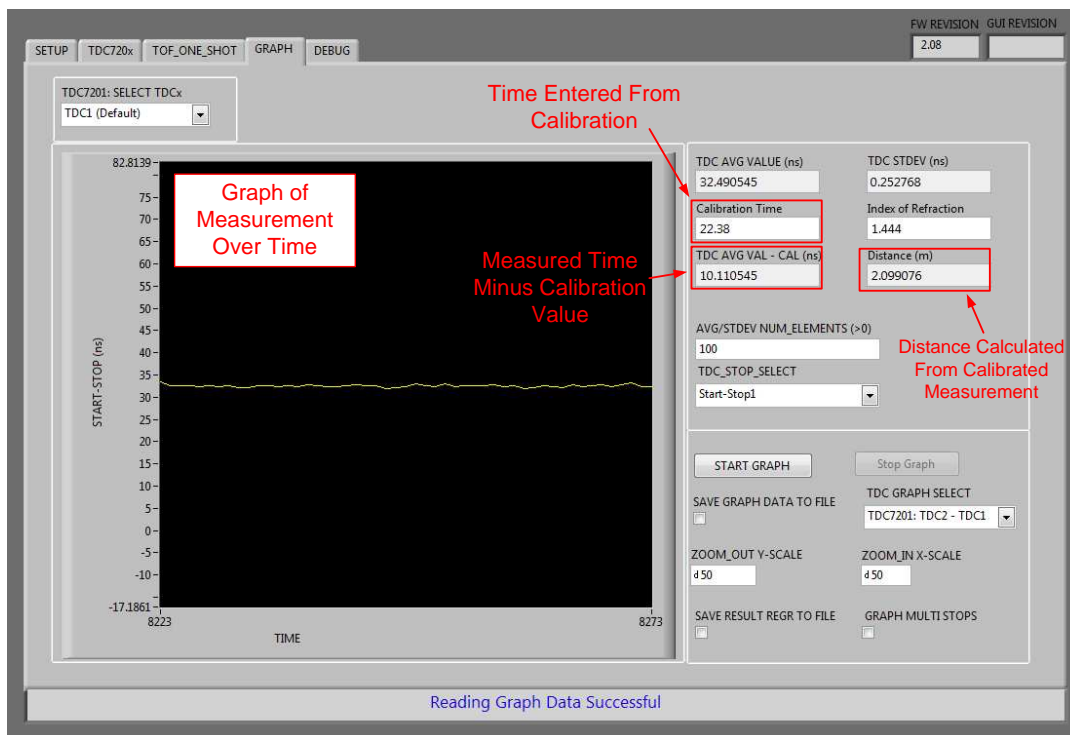 FW REVISION GUI REVISION
2.08
SETUP TDC720x TOF_ONE_SHOT GRAPH DEBUG
TDC7201: SELECT TDCx
TDC1 (Default)
Time Entered From
Calibration
Graph of
Measurement
Over Time
Measured Time
Minus Calibration
Value
82.8139
75
70
65
60
55
50
45
40
35
30
25
20
15
10
5
0
-5
-10
-17.1861
START-STOP (ns)
8223 8273
TIME
TDC AVG VALUE (ns) TDC STDEV (ns)
32.490545 0.252768
Calibration Time Index of Refraction
22.38 1.444
TDC AVG VAL - CAL (ns) Distance (m)
10.110545 2.099076
AVG/STDEV NUM_ELEMENTS (>0)
100
TDC_STOP_SELECT
Start-Stop1
Distance Calculated
From Calibrated
Measurement
START GRAPH Stop Graph
SAVE GRAPH DATA TO FILE
TDC GRAPH SELECT
TDC7201: TDC2 - TDC1
ZOOM_OUT Y-SCALE ZOOM_IN X-SCALE
d 50 d 50
SAVE RESULT REGR TO FILE GRAPH MULTI STOPS
Reading Graph Data Successful